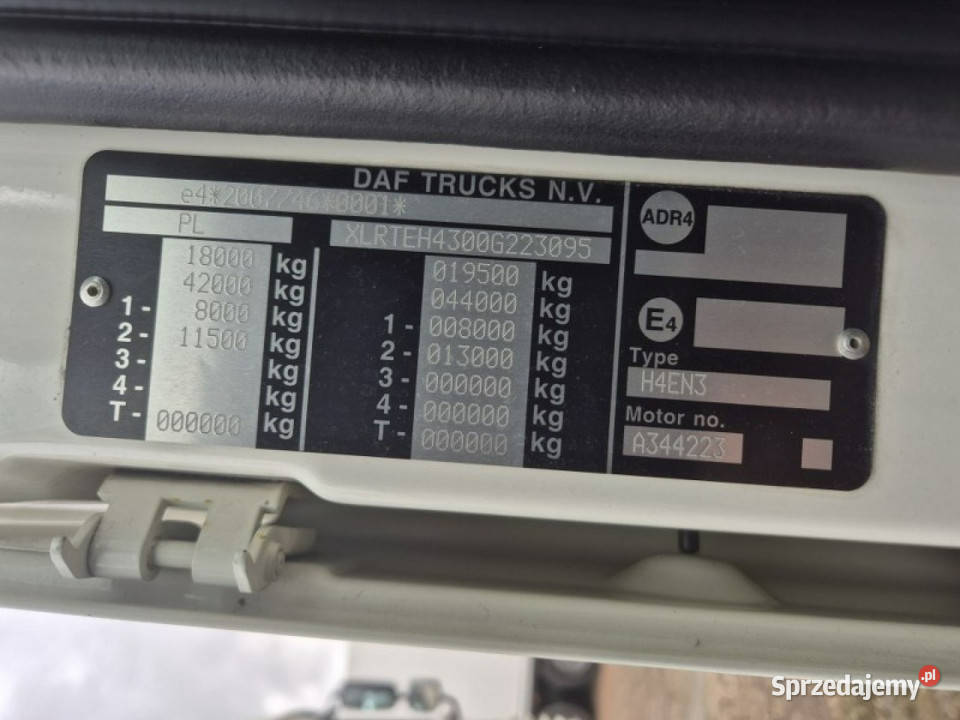 DAF TRUCKS N.V.
e4*2007/46*0001*
PL
XLRTEH4300G223095
18000 kg
42000 kg
1- 8000 kg
2- 11500 kg
3- kg
4- kg
T- 000000 kg
019500 kg
044000 kg
1- 008000 kg
2- 013000 kg
3- 000000 kg
4- 000000 kg
T- 000000 kg
ADR4
E4
Type
H4EN3
Motor no.
A344223
Sprzedajemy.pl